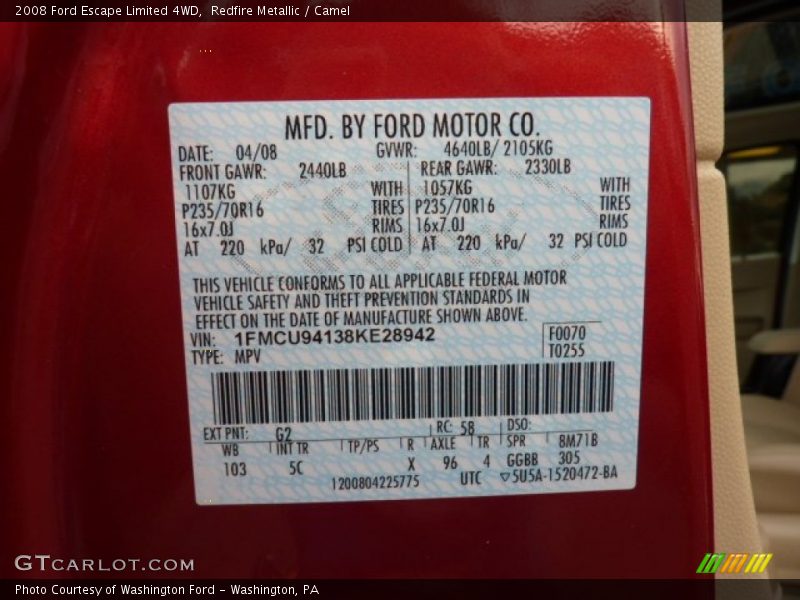 2008 Ford Escape Limited 4WD,  Redfire Metallic / Camel
MFD. BY FORD MOTOR CO.
DATE: 04/08 GVWR: 4640LB/ 2105KG
FRONT GAWR: 2440LB REAR GAWR: 2330LB
1107KG WITH 1057KG WITH
P235/70R16 TIRES P235/70R16 TIRES
16x7.0J RIMS 16x7.0J RIMS
AT 220 kPa/ 32 PSI COLD AT 220 kPa/ 32 PSI COLD
THIS VEHICLE CONFORMS TO ALL APPLICABLE FEDERAL MOTOR
VEHICLE SAFETY AND THEFT PREVENTION STANDARDS IN
EFFECT ON THE DATE OF MANUFACTURE SHOWN ABOVE.
VIN: 1FMCU94138KE28942 F0070
TYPE: MPV T0255
EXT PNT: G2 RC: 58 DSO:
WB INT TR TP/PS R AXLE TR SPR 8M71B
103 5C X 96 4 GGBB 305
1200804225775 UTC ▽5U5A-1520472-BA
GTCARLOT.COM
Photo Courtesy of Washington Ford - Washington, PA